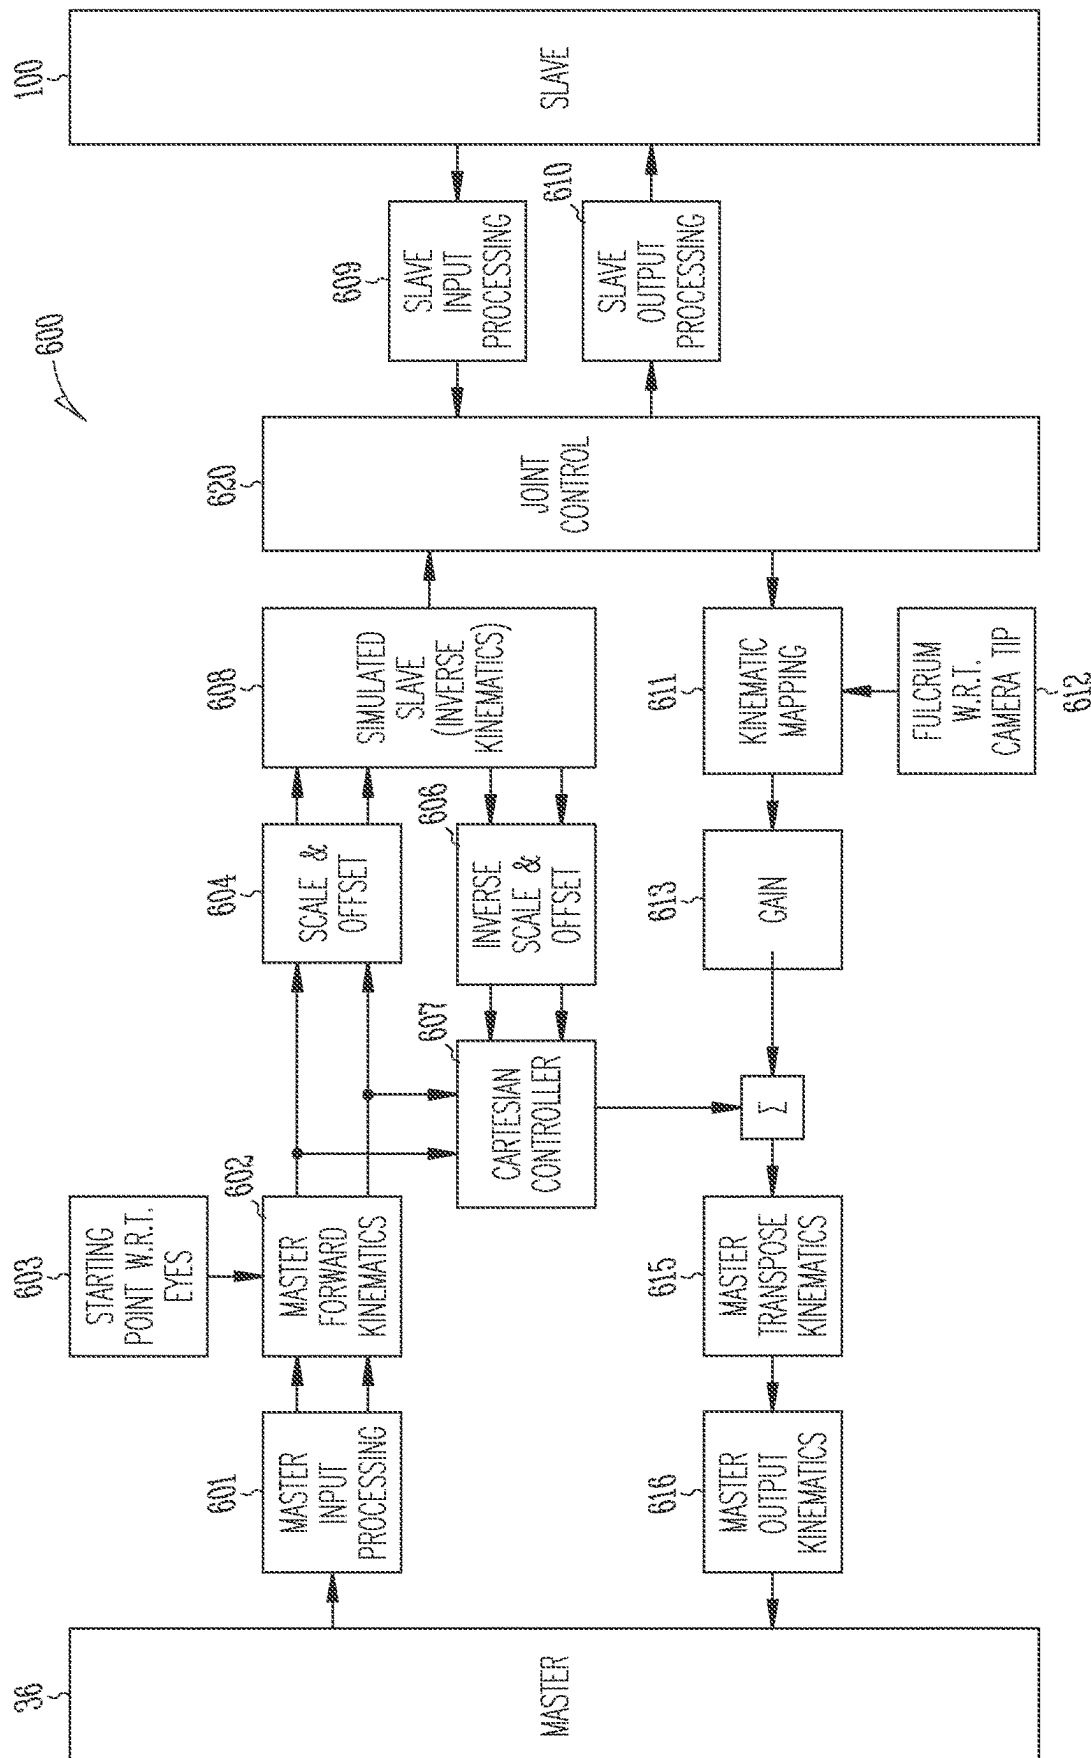 600
36
MASTER
601
MASTER
INPUT
PROCESSING
603
STARTING
POINT W.R.T.
EYES
602
MASTER
FORWARD
KINEMATICS
604
SCALE &
OFFSET
608
SIMULATED
SLAVE
(INVERSE
KINEMATICS)
620
JOINT
CONTROL
609
SLAVE
INPUT
PROCESSING
100
SLAVE
607
CARTESIAN
CONTROLLER
606
INVERSE
SCALE &
OFFSET
610
SLAVE
OUTPUT
PROCESSING
616
MASTER
OUTPUT
KINEMATICS
615
MASTER
TRANSPOSE
KINEMATICS
Σ
613
GAIN
611
KINEMATIC
MAPPING
FULCRUM
W.R.T.
CAMERA TIP
612